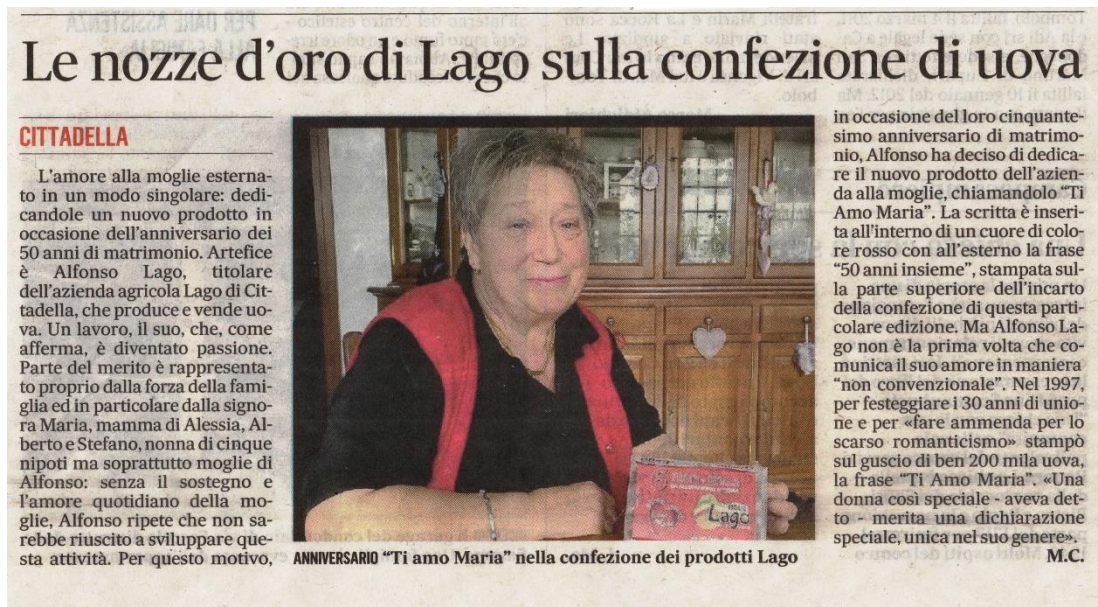 Le nozze d'oro di Lago sulla confezione di uova
CITTADELLA
L'amore alla moglie esterna-
to in un modo singolare: dedi-
candole un nuovo prodotto in
occasione dell'anniversario dei
50 anni di matrimonio. Artefice
è Alfonso Lago, titolare
dell'azienda agricola Lago di Cit-
tadella, che produce e vende uo-
va. Un lavoro, il suo, che, come
afferma, è diventato passione.
Parte del merito è rappresenta-
to proprio dalla forza della fami-
glia ed in particolare dalla signo-
ra Maria, mamma di Alessia, Al-
berto e Stefano, nonna di cinque
nipoti ma soprattutto moglie di
Alfonso: senza il sostegno e
l'amore quotidiano della mo-
glie, Alfonso ripete che non sa-
rebbe riuscito a sviluppare que-
sta attività. Per questo motivo,
Lago
ANNIVERSARIO "Ti amo Maria" nella confezione dei prodotti Lago
in occasione del loro cinquante-
simo anniversario di matrimo-
nio, Alfonso ha deciso di dedica-
re il nuovo prodotto dell'azien-
da alla moglie, chiamandolo "Ti
Amo Maria". La scritta è inseri-
ta all'interno di un cuore di colo-
re rosso con all'esterno la frase
"50 anni insieme", stampata sul-
la parte superiore dell'incarto
della confezione di questa parti-
colare edizione. Ma Alfonso La-
go non è la prima volta che co-
munica il suo amore in maniera
"non convenzionale". Nel 1997,
per festeggiare i 30 anni di unio-
ne e per «fare ammenda per lo
scarso romanticismo» stampò
sul guscio di ben 200 mila uova,
la frase "Ti Amo Maria". «Una
donna così speciale - aveva det-
to - merita una dichiarazione
speciale, unica nel suo genere».
M.C.